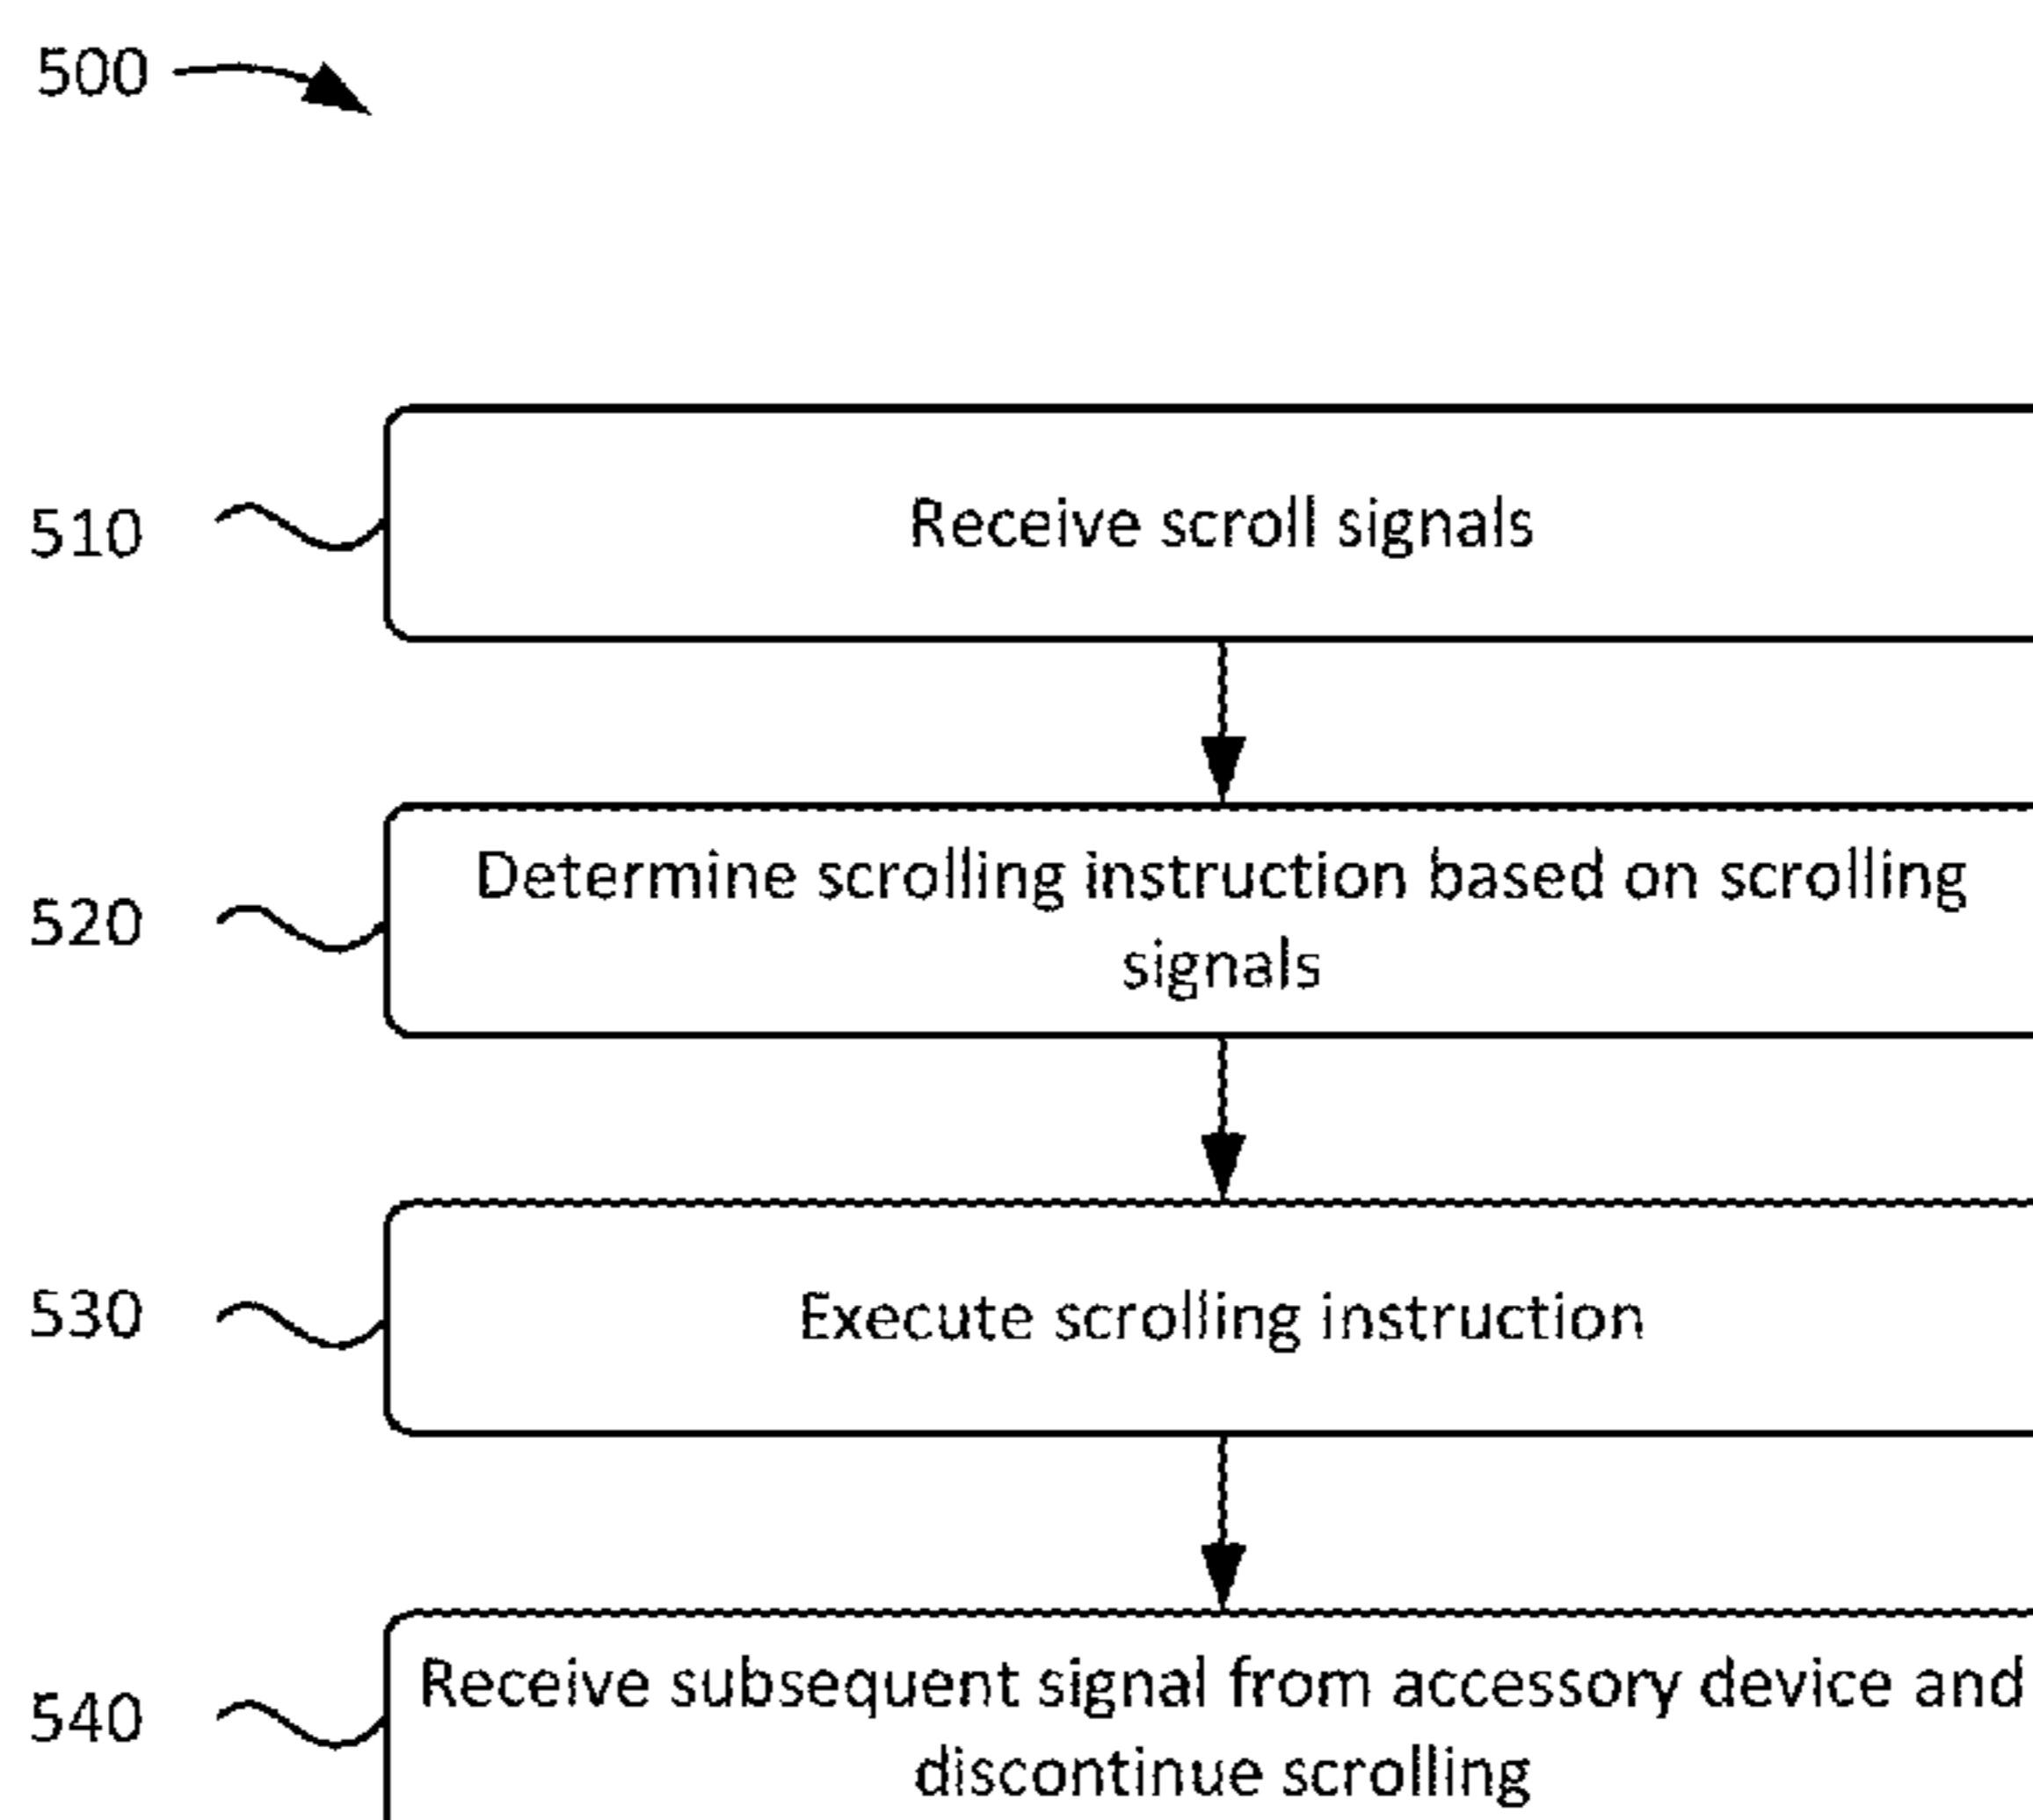 500
510
Receive scroll signals
520
Determine scrolling instruction based on scrolling
signals
530
Execute scrolling instruction
540
Receive subsequent signal from accessory device and
discontinue scrolling